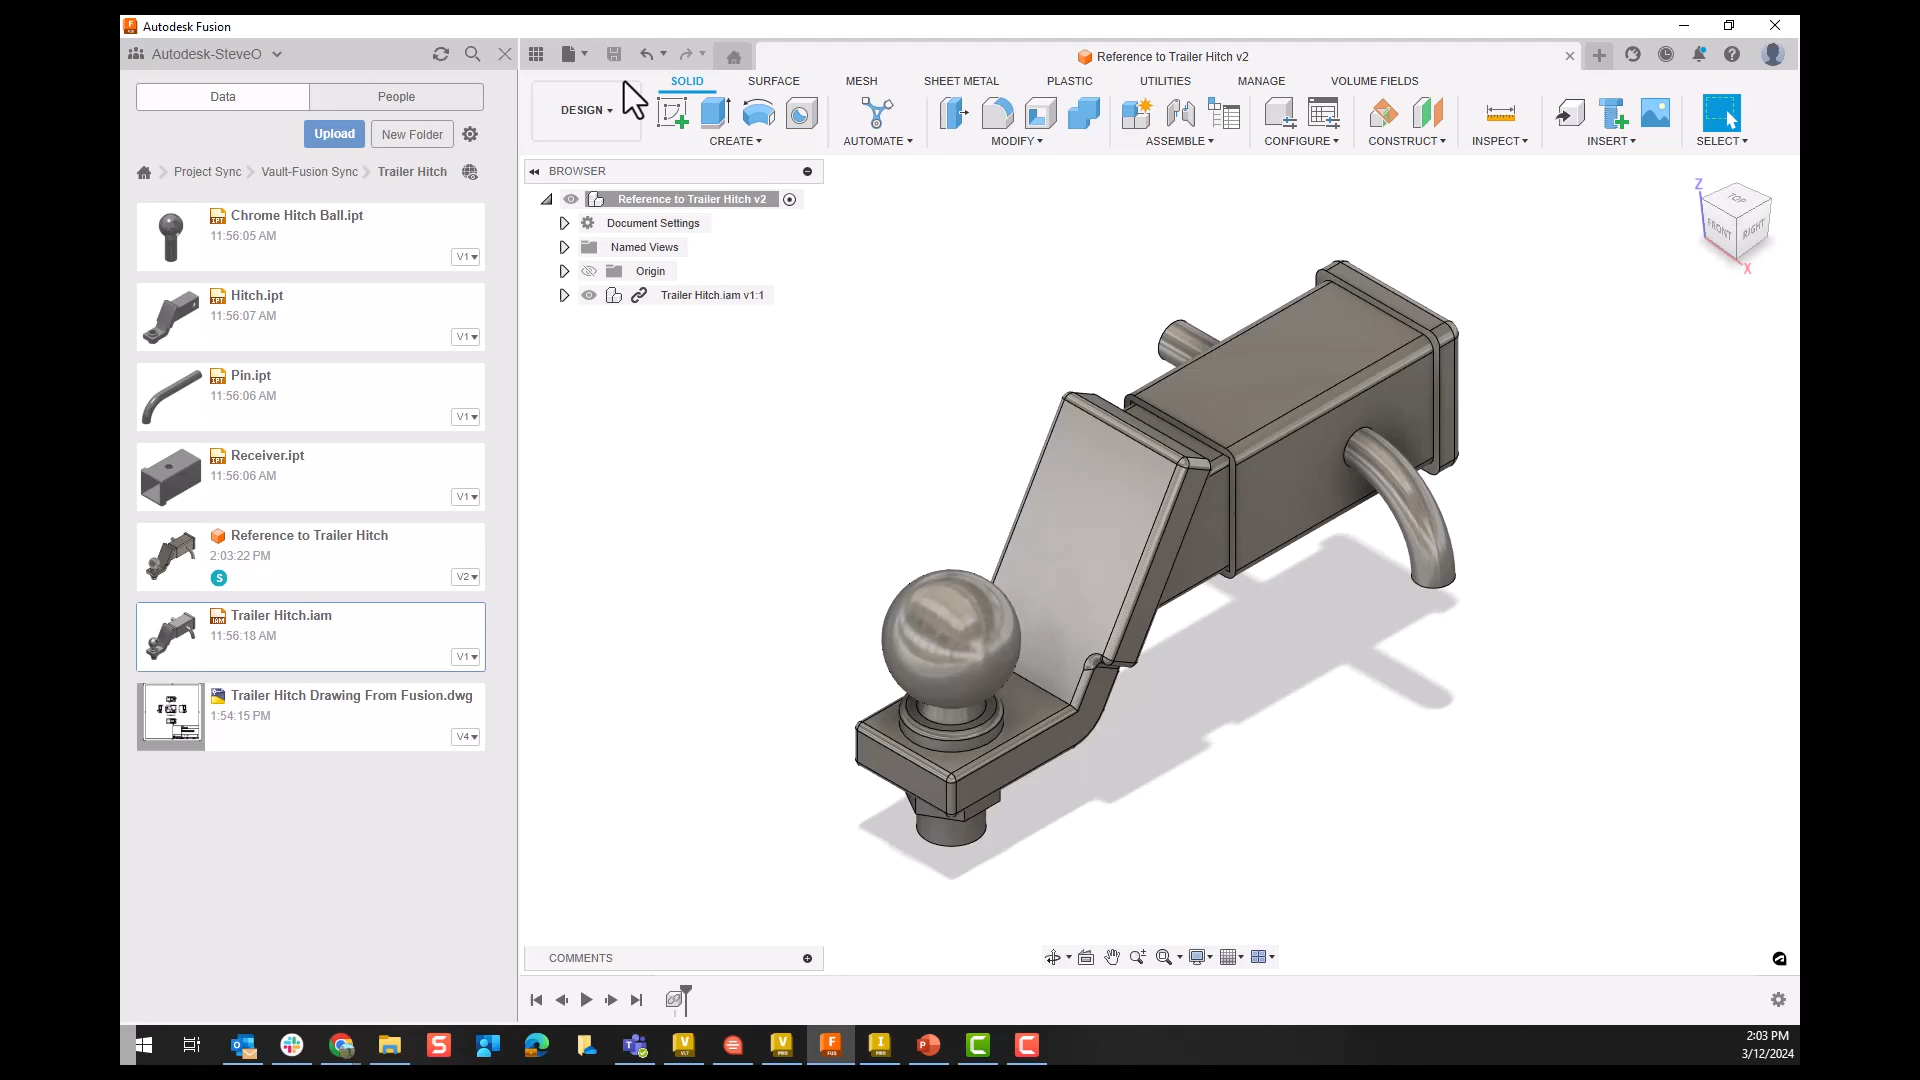 Autodesk Fusion
Autodesk-SteveO
Reference to Trailer Hitch v2
Data
People
Upload
New Folder
Project Sync
Vault-Fusion Sync
Trailer Hitch
Chrome Hitch Ball.ipt
11:56:05 AM
V1
Hitch.ipt
11:56:07 AM
V1
Pin.ipt
11:56:06 AM
V1
Receiver.ipt
11:56:06 AM
V1
Reference to Trailer Hitch
2:03:22 PM
S
V2
Trailer Hitch.iam
11:56:18 AM
V1
Trailer Hitch Drawing From Fusion.dwg
1:54:15 PM
V4
DESIGN
SOLID
SURFACE
MESH
SHEET METAL
PLASTIC
UTILITIES
MANAGE
VOLUME FIELDS
CREATE
AUTOMATE
MODIFY
ASSEMBLE
CONFIGURE
CONSTRUCT
INSPECT
INSERT
SELECT
BROWSER
Reference to Trailer Hitch v2
Document Settings
Named Views
Origin
Trailer Hitch.iam v1:1
Z
TOP
FRONT
RIGHT
X
COMMENTS
2:03 PM
3/12/2024